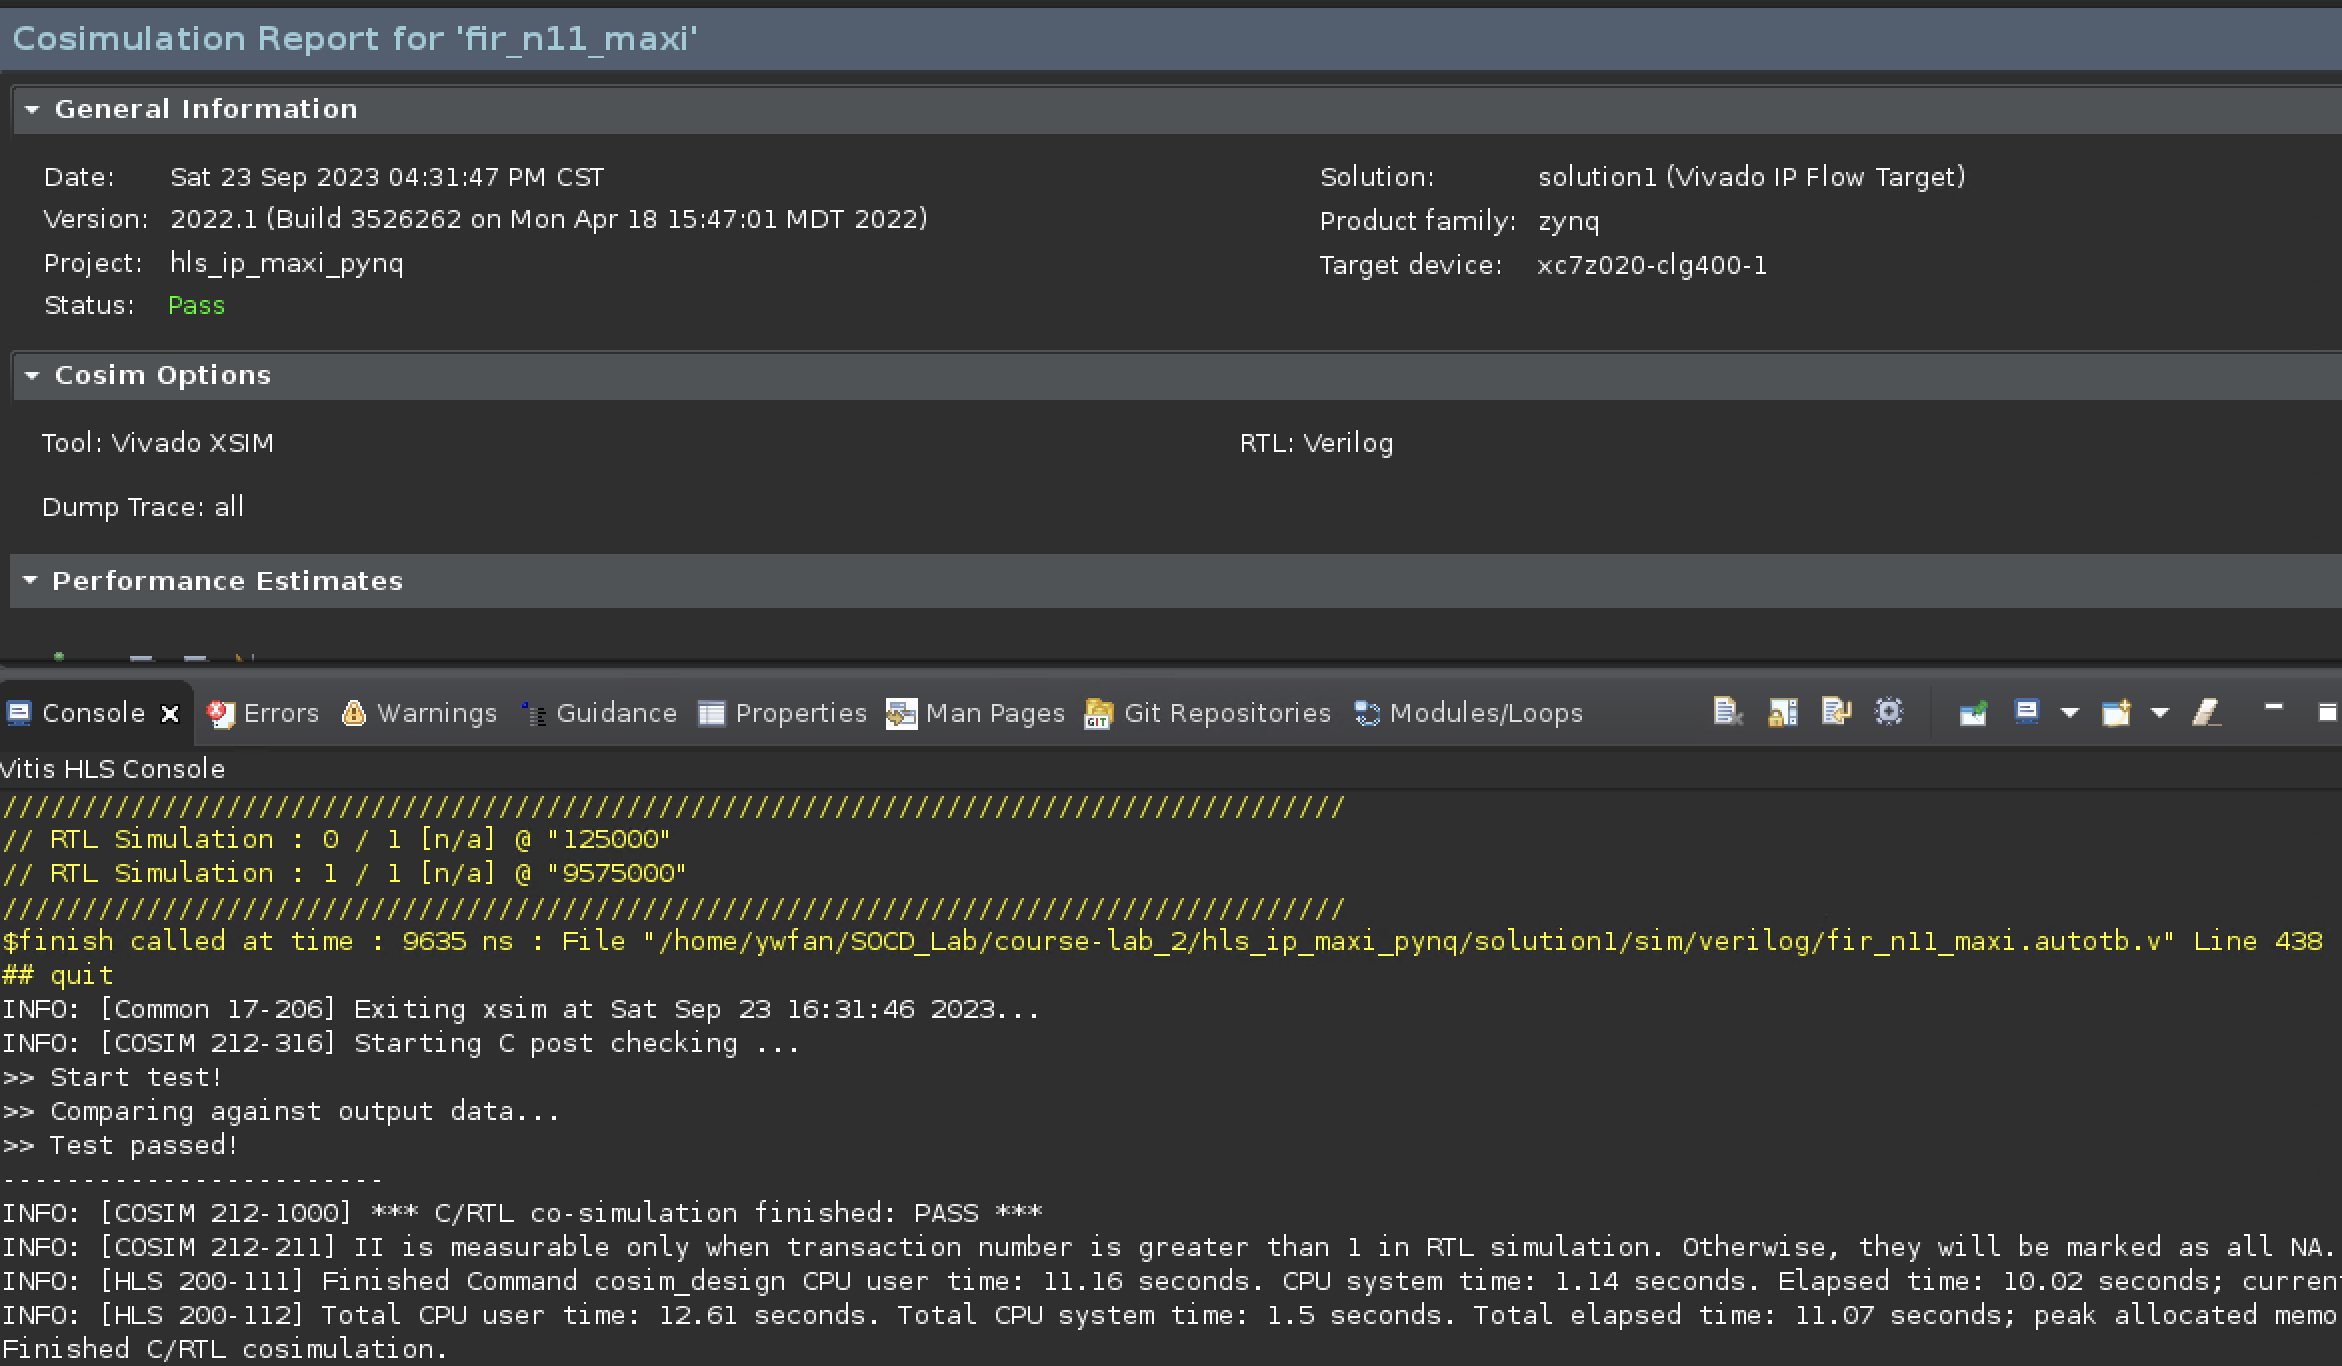 Cosimulation Report for 'fir_n11_maxi'
General Information
Date: Sat 23 Sep 2023 04:31:47 PM CST
Solution: solution1 (Vivado IP Flow Target)
Version: 2022.1 (Build 3526262 on Mon Apr 18 15:47:01 MDT 2022)
Product family: zynq
Project: hls_ip_maxi_pynq
Target device: xc7z020-clg400-1
Status: Pass
Cosim Options
Tool: Vivado XSIM
RTL: Verilog
Dump Trace: all
Performance Estimates
Console Errors Warnings Guidance Properties Man Pages GIT Git Repositories Modules/Loops
Vitis HLS Console
////////////////////////////////////////////////////////////////////////////////////
// RTL Simulation : 0 / 1 [n/a] @ "125000"
// RTL Simulation : 1 / 1 [n/a] @ "9575000"
////////////////////////////////////////////////////////////////////////////////////
$finish called at time : 9635 ns : File "/home/ywfan/SOCD_Lab/course-lab_2/hls_ip_maxi_pynq/solution1/sim/verilog/fir_n11_maxi.autotb.v" Line 438
## quit
INFO: [Common 17-206] Exiting xsim at Sat Sep 23 16:31:46 2023...
INFO: [COSIM 212-316] Starting C post checking ...
>> Start test!
>> Comparing against output data...
>> Test passed!
------------------------
INFO: [COSIM 212-1000] *** C/RTL co-simulation finished: PASS ***
INFO: [COSIM 212-211] II is measurable only when transaction number is greater than 1 in RTL simulation. Otherwise, they will be marked as all NA.
INFO: [HLS 200-111] Finished Command cosim_design CPU user time: 11.16 seconds. CPU system time: 1.14 seconds. Elapsed time: 10.02 seconds; current
INFO: [HLS 200-112] Total CPU user time: 12.61 seconds. Total CPU system time: 1.5 seconds. Total elapsed time: 11.07 seconds; peak allocated memo
Finished C/RTL cosimulation.